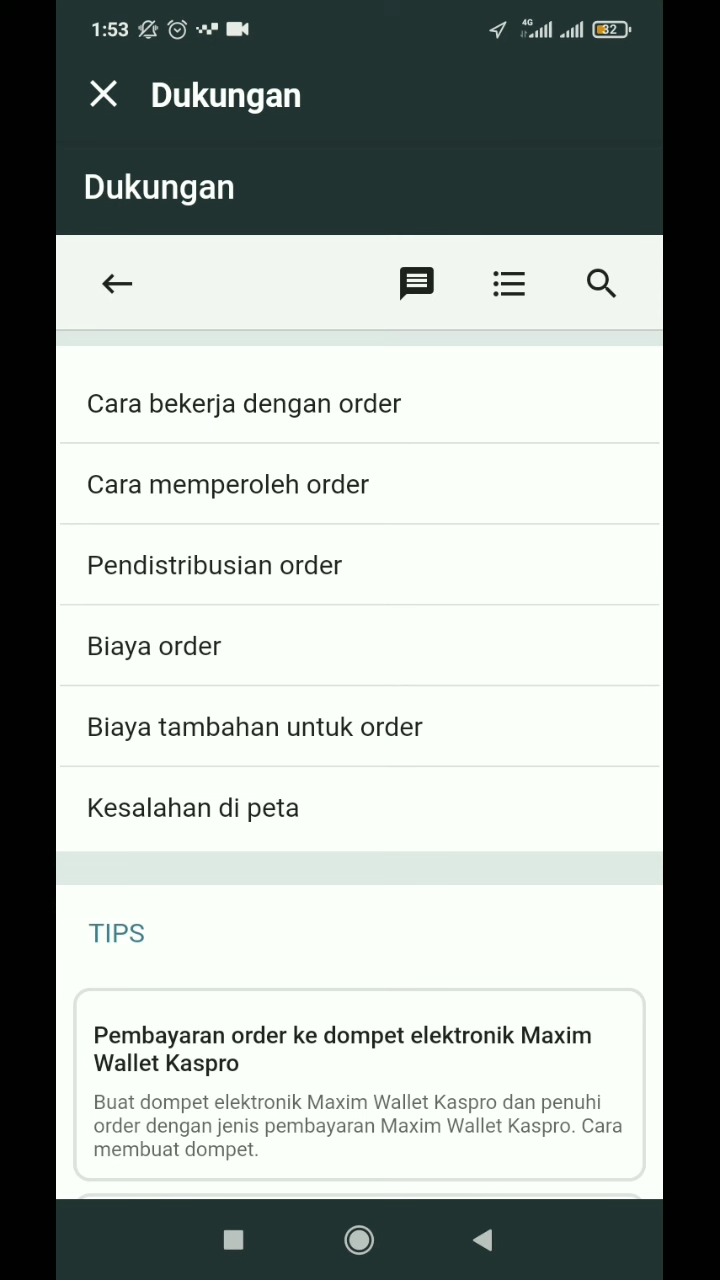 1:53
4G
32
Dukungan
Dukungan
Cara bekerja dengan order
Cara memperoleh order
Pendistribusian order
Biaya order
Biaya tambahan untuk order
Kesalahan di peta
TIPS
Pembayaran order ke dompet elektronik Maxim
Wallet Kaspro
Buat dompet elektronik Maxim Wallet Kaspro dan penuhi
order dengan jenis pembayaran Maxim Wallet Kaspro. Cara
membuat dompet.